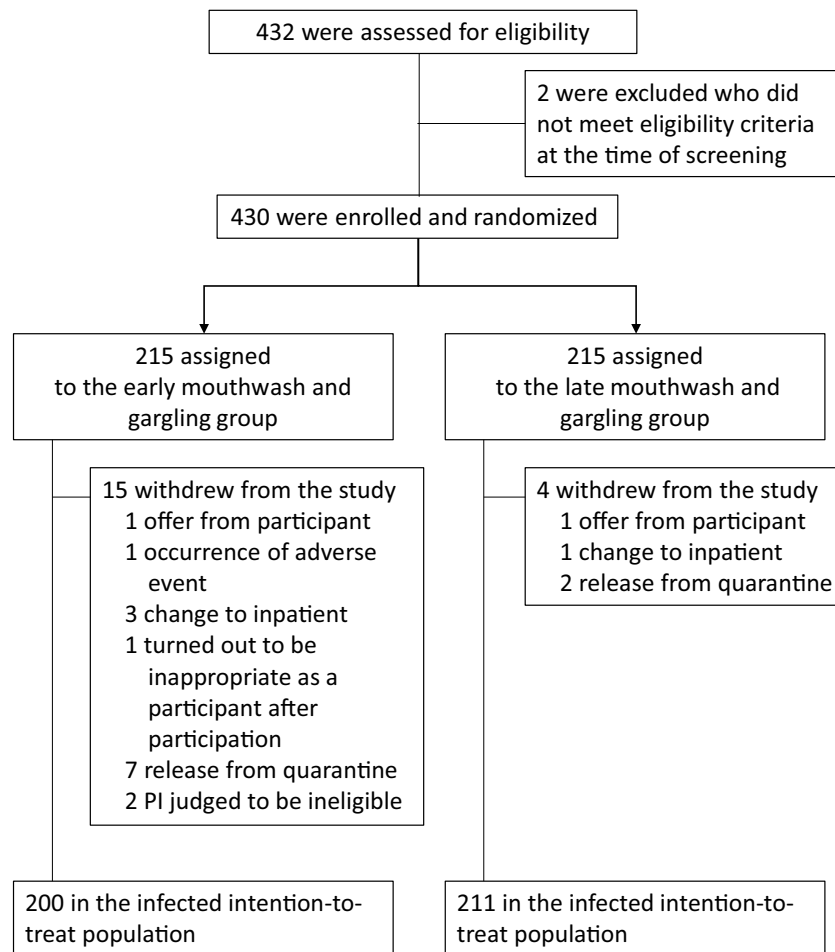 432 were assessed for eligibility
2 were excluded who did
not meet eligibility criteria
at the time of screening
430 were enrolled and randomized
215 assigned
to the early mouthwash and
gargling group
215 assigned
to the late mouthwash and
gargling group
15 withdrew from the study
1 offer from participant
1 occurrence of adverse
event
3 change to inpatient
1 turned out to be
inappropriate as a
participant after
participation
7 release from quarantine
2 PI judged to be ineligible
4 withdrew from the study
1 offer from participant
1 change to inpatient
2 release from quarantine
200 in the infected intention-to-
treat population
211 in the infected intention-to-
treat population